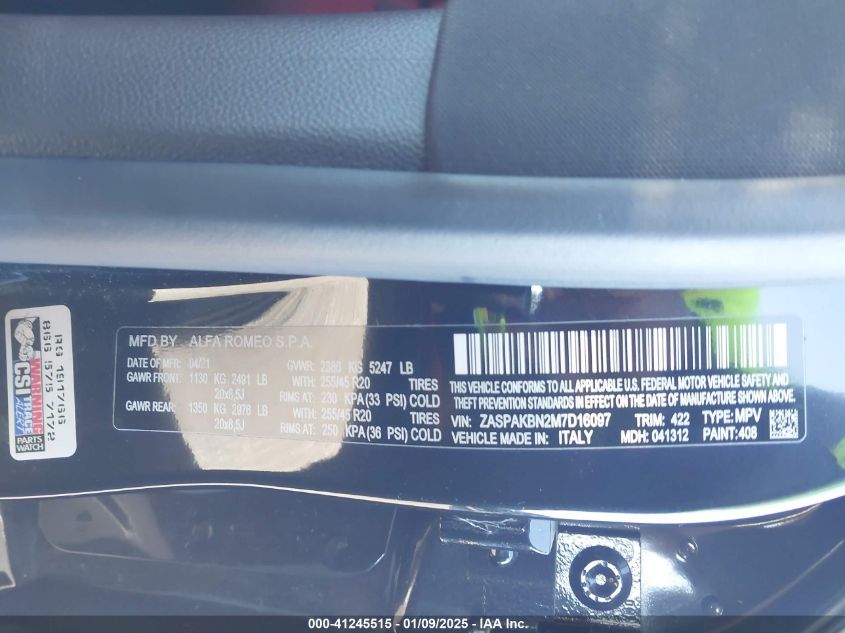 MFD BY ALFA ROMEO S.P.A.
DATE OF MFR: 04/21 GVWR: 2380 KG 5247 LB
GAWR FRONT: 1130 KG 2491 LB WITH: 255/45 R20 TIRES
20x8,5J RIMS AT: 230 KPA(33 PSI) COLD
GAWR REAR: 1350 KG 2976 LB WITH: 255/45 R20 TIRES
20x8,5J RIMS AT: 250 KPA(36 PSI) COLD
THIS VEHICLE CONFORMS TO ALL APPLICABLE U.S. FEDERAL MOTOR VEHICLE SAFETY AND
THEFT PREVENTION STANDARDS IN EFFECT ON THE DATE OF MANUFACTURE SHOWN ABOVE.
VIN: ZASPAKBN2M7D16097 TRIM: 422 TYPE: MPV
VEHICLE MADE IN: ITALY MDH: 041312 PAINT: 408
WARNING
CSI TRACE
PARTS WATCH
000-41245515 - 01/09/2025 - IAA Inc.